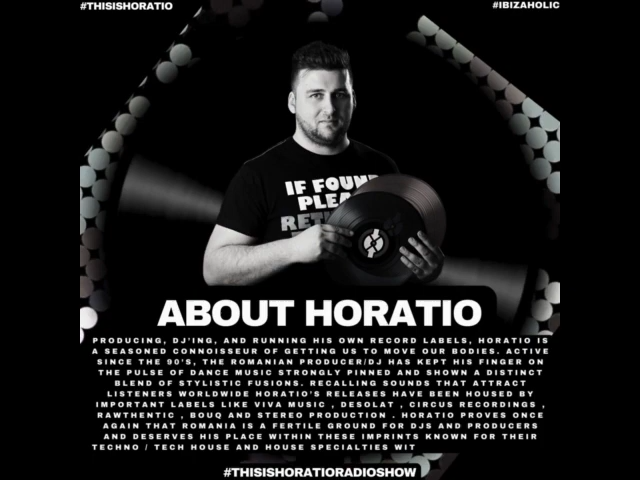 #THISISHORATIO
#IBIZAHOLIC
IF FOUND
PLEA
RET
ABOUT HORATIO
PRODUCING, DJ'ING, AND RUNNING HIS OWN RECORD LABELS, HORATIO IS
A SEASONED CONNOISSEUR OF GETTING US TO MOVE OUR BODIES. ACTIVE
SINCE THE 90'S, THE ROMANIAN PRODUCER/DJ HAS KEPT HIS FINGER ON
THE PULSE OF DANCE MUSIC STRONGLY PINNED AND SHOWN A DISTINCT
BLEND OF STYLISTIC FUSIONS. RECALLING SOUNDS THAT ATTRACT
LISTENERS WORLDWIDE HORATIO'S RELEASES HAVE BEEN HOUSED BY
IMPORTANT LABELS LIKE VIVA MUSIC , DESOLAT , CIRCUS RECORDINGS ,
RAWTHENTIC , BOUQ AND STEREO PRODUCTION . HORATIO PROVES ONCE
AGAIN THAT ROMANIA IS A FERTILE GROUND FOR DJS AND PRODUCERS
AND DESERVES HIS PLACE WITHIN THESE IMPRINTS KNOWN FOR THEIR
TECHNO / TECH HOUSE AND HOUSE SPECIALTIES WIT
#THISISHORATIORADIOSHOW